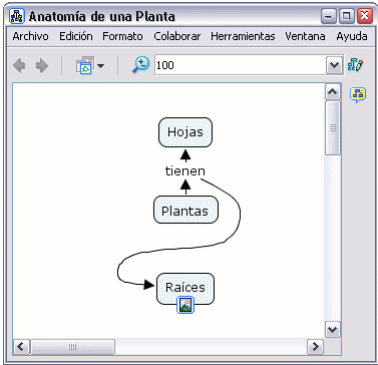 Anatomía de una Planta
Archivo Edición Formato Colaborar Herramientas Ventana Ayuda
100
Hojas
tienen
Plantas
Raíces